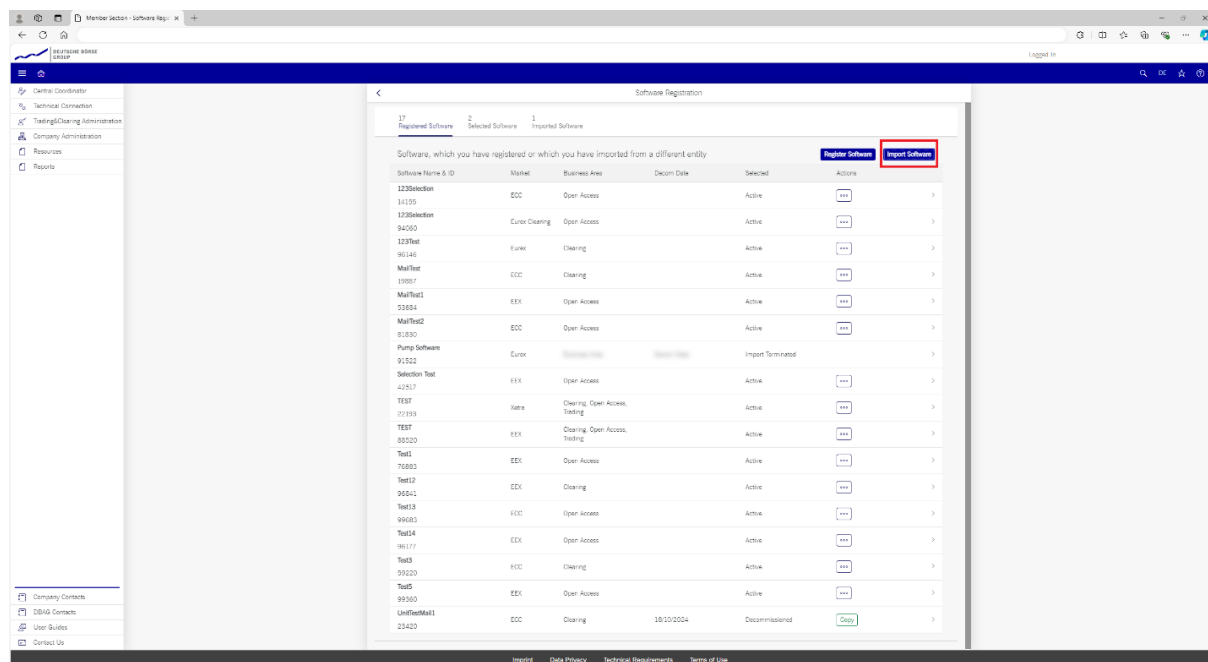 Member Section - Software Regis
DEUTSCHE BÖRSE
GROUP
Logged In
DE
Central Coordinator
Technical Connection
Trading&Clearing Administration
Company Administration
Resources
Reports
Software Registration
17 2 1
Registered Software Selected Software Imported Software
Software, which you have registered or which you have imported from a different entity
Register Software Import Software
Software Name & ID Market Business Area Decom Date Selected Actions
123Selection
14155
ECC Open Access Active
123Selection
94060
Eurex Clearing Open Access Active
123Test
96146
Eurex Clearing Active
MailTest
19887
ECC Clearing Active
MailTest1
53684
EEX Open Access Active
MailTest2
81830
ECC Open Access Active
Pump Software
91522
Eurex Import Terminated
Selection Test
42517
EEX Open Access Active
TEST
22193
Xetra Clearing, Open Access,
Trading Active
TEST
88520
EEX Clearing, Open Access,
Trading Active
Test1
76883
EEX Open Access Active
Test12
96841
EEX Clearing Active
Test13
99683
ECC Open Access Active
Test14
96177
EEX Open Access Active
Test3
59220
ECC Clearing Active
Test5
99360
EEX Open Access Active
UnitTestMail1
23420
ECC Clearing 18/10/2024 Decommissioned Copy
Company Contacts
DBAG Contacts
User Guides
Contact Us
Imprint Data Privacy Technical Requirements Terms of Use